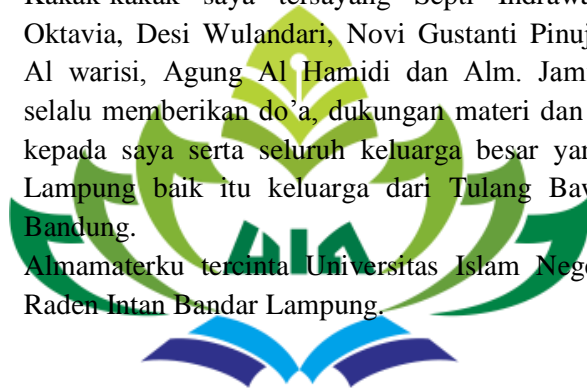 Kakak-kakak saya tersayang Septi
Oktavia, Desi Wulandari, Novi Gustanti
Al warisi, Agung Al Hamidi dan Alm.
selalu memberikan do’a, dukungan materi dan
kepada saya serta seluruh keluarga besar
Lampung baik itu keluarga dari Tulang
Bandung.
UIN
Almamaterku tercinta Universitas Islam
Raden Intan Bandar Lampung.